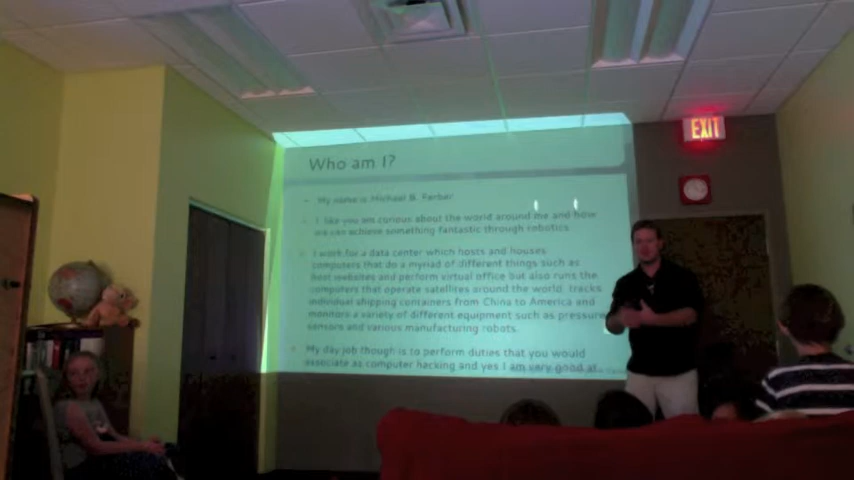 Who am I?
My name is Michael B. Ferber
I like you am curious about the world around me and how
we can achieve something fantastic through robotics
I work for a data center which hosts and houses
computers that do a myriad of different things such as
host websites and perform virtual office but also runs the
computers that operate satellites around the world, tracks
individual shipping containers from China to America and
monitors a variety of different equipment such as pressure
sensors and various manufacturing robots.
My day job though is to perform duties that you would
associate as computer hacking and yes I am very good at
EXIT